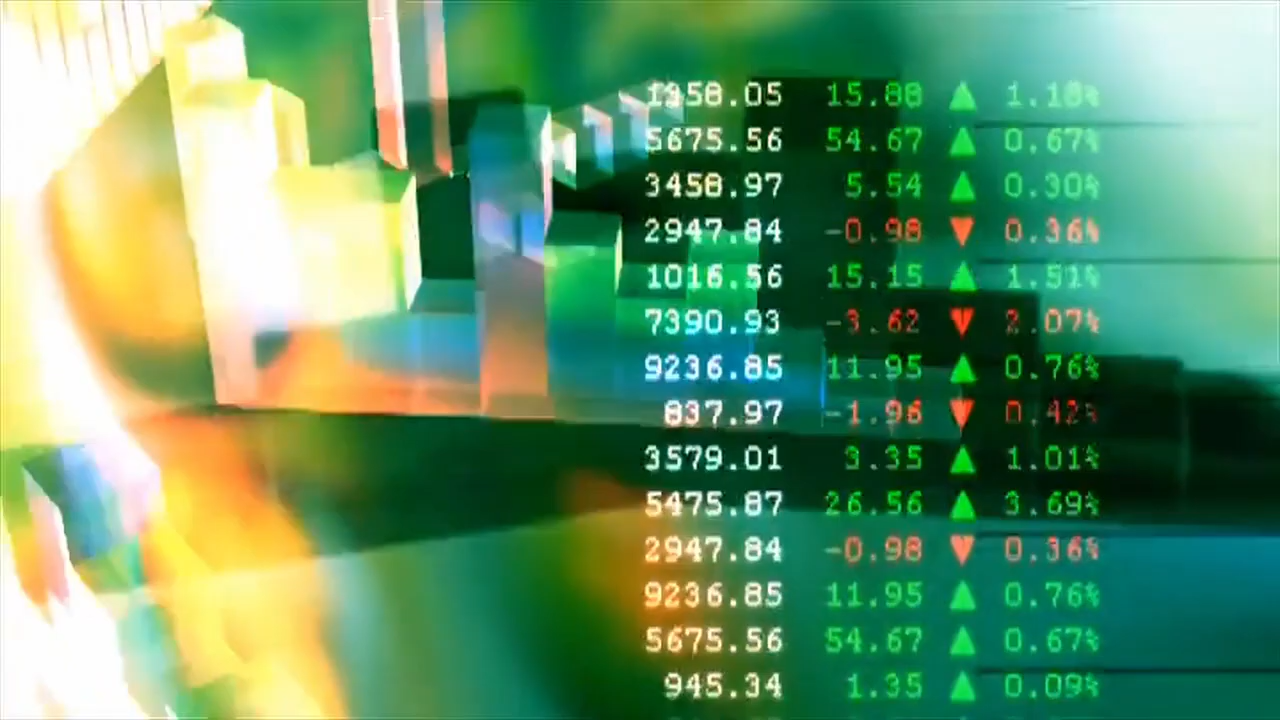 1358.05 15.88 ▲ 1.18%
5675.56 54.67 ▲ 0.67%
3458.97 5.54 ▲ 0.30%
2947.84 -0.98 ▼ 0.36%
1016.56 15.15 ▲ 1.51%
7390.93 -3.62 ▼ 2.07%
9236.85 11.95 ▲ 0.76%
837.97 -1.96 ▼ 0.42%
3579.01 3.35 ▲ 1.01%
5475.87 26.56 ▲ 3.69%
2947.84 -0.98 ▼ 0.36%
9236.85 11.95 ▲ 0.76%
5675.56 54.67 ▲ 0.67%
945.34 1.35 ▲ 0.09%